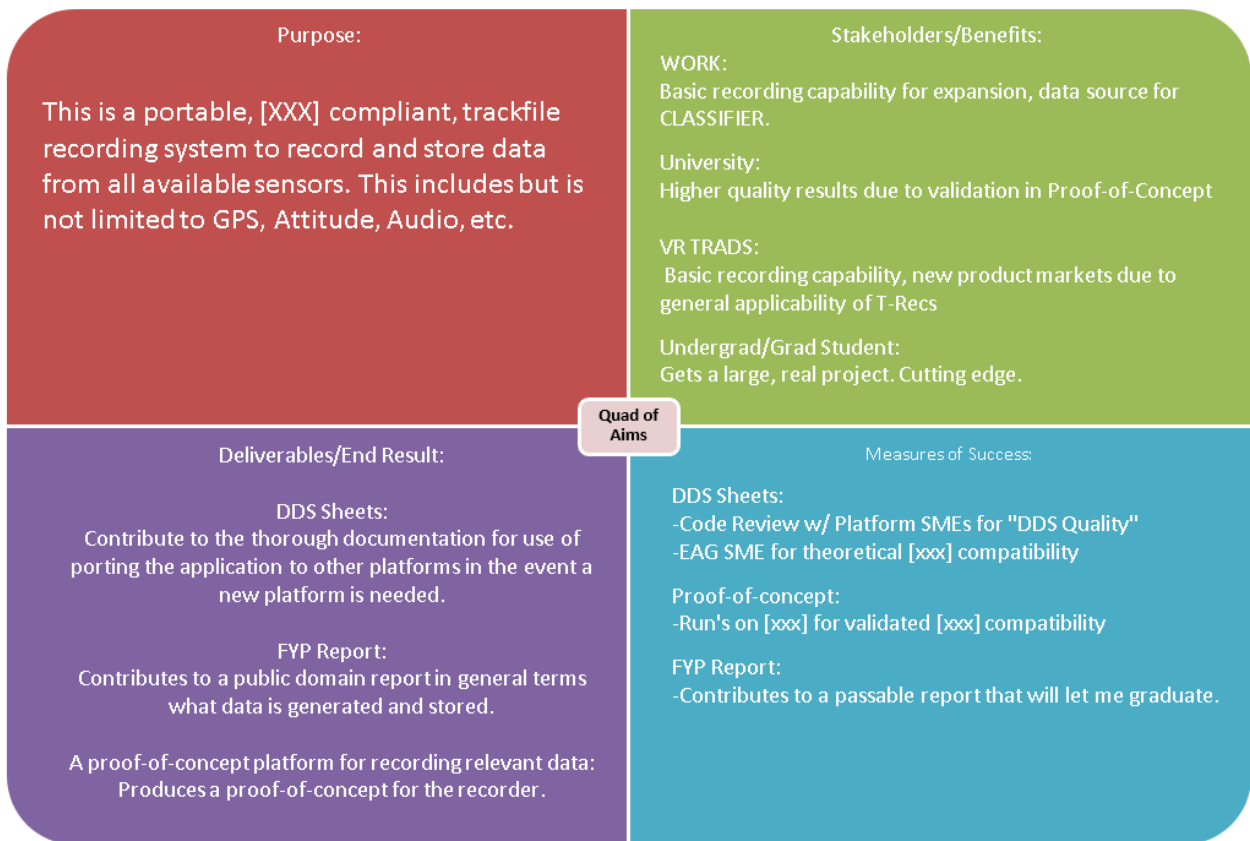 Purpose:
This is a portable, [XXX] compliant, trackfile
recording system to record and store data
from all available sensors. This includes but is
not limited to GPS, Attitude, Audio, etc.
Stakeholders/Benefits:
WORK:
Basic recording capability for expansion, data source for
CLASSIFIER.
University:
Higher quality results due to validation in Proof-of-Concept
VR TRADS:
Basic recording capability, new product markets due to
general applicability of T-Recs
Undergrad/Grad Student:
Gets a large, real project. Cutting edge.
Quad of
Aims
Deliverables/End Result:
DDS Sheets:
Contribute to the thorough documentation for use of
porting the application to other platforms in the event a
new platform is needed.
FYP Report:
Contributes to a public domain report in general terms
what data is generated and stored.
A proof-of-concept platform for recording relevant data:
Produces a proof-of-concept for the recorder.
Measures of Success:
DDS Sheets:
-Code Review w/ Platform SMEs for "DDS Quality"
-EAG SME for theoretical [xxx] compatibility
Proof-of-concept:
-Run's on [xxx] for validated [xxx] compatibility
FYP Report:
-Contributes to a passable report that will let me graduate.